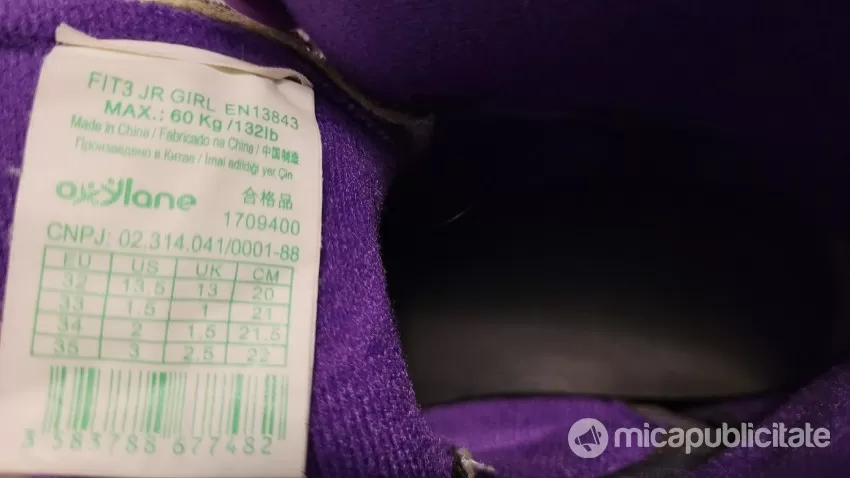 FIT3 JR GIRL EN13843
MAX.: 60 Kg /132lb
Made in China / Fabricado na China / 中国制造
Произведено в Китае / İmal edildiği yer Çin
oxylane 合格品
1709400
CNPJ: 02.314.041/0001-88
EU US UK CM
32 13.5 13 20
33 1.5 1 21
34 2 1 21.5
35 3 2.5 22
3 583788 677482
micapublicitate